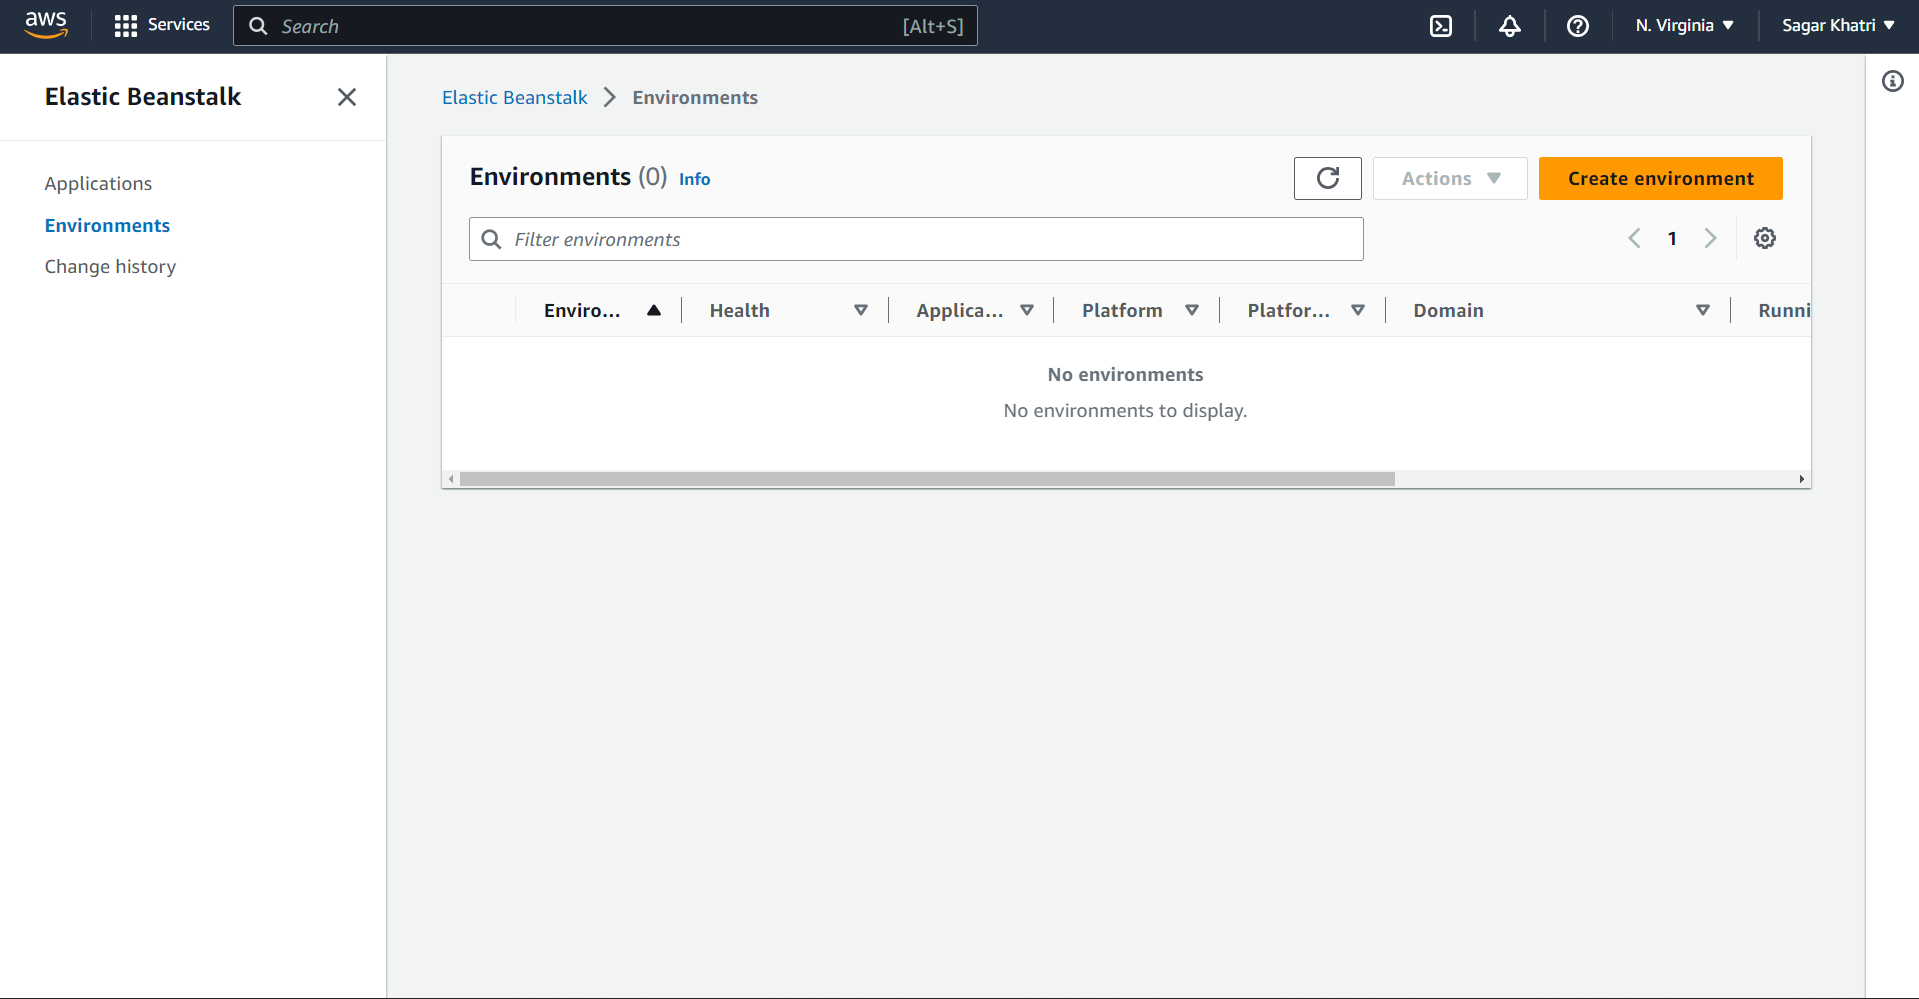 aws
Services
Search [Alt+S]
N. Virginia
Sagar Khatri
Elastic Beanstalk
Applications
Environments
Change history
Elastic Beanstalk Environments
Environments (0) Info
Actions
Create environment
Filter environments
1
Enviro... Health Applica... Platform Platfor... Domain Runni
No environments
No environments to display.